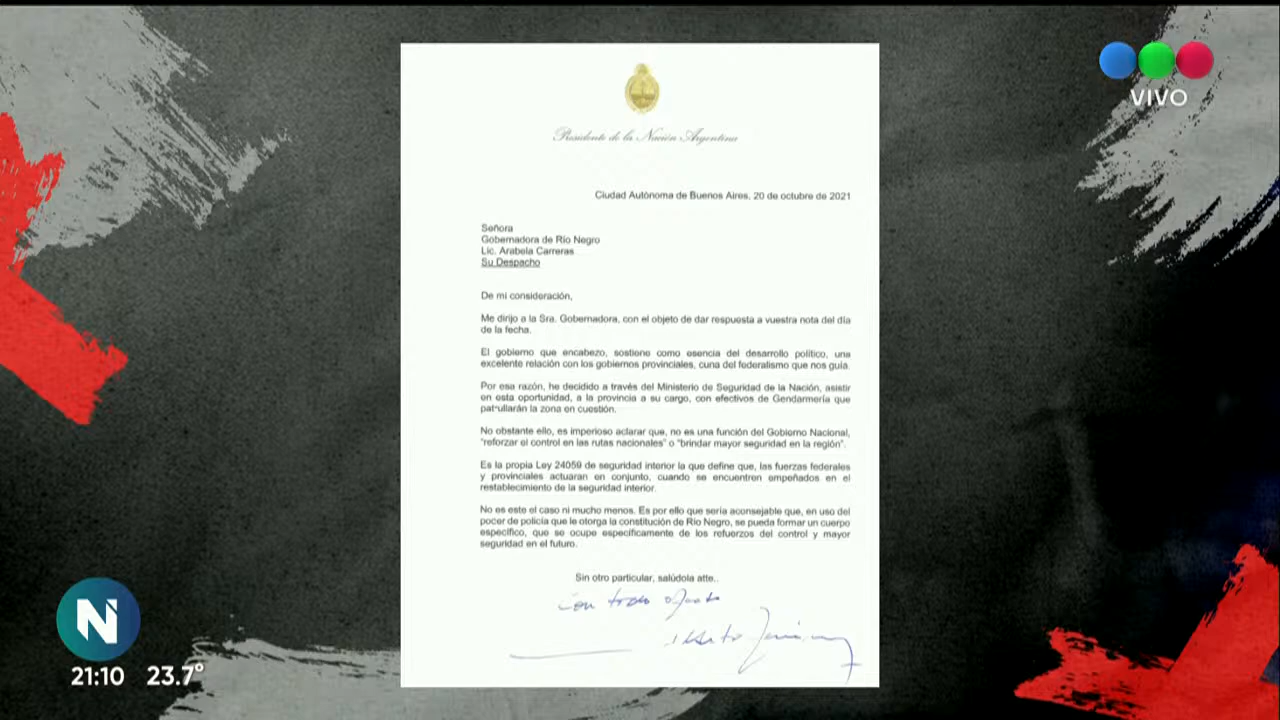 VIVO
Presidente de la Nación Argentina
Ciudad Autónoma de Buenos Aires, 20 de octubre de 2021
Señora
Gobernadora de Río Negro
Lic. Arabela Carreras
Su Despacho
De mi consideración,
Me dirijo a la Sra. Gobernadora, con el objeto de dar respuesta a vuestra nota del día
de la fecha.
El gobierno que encabezo, sostiene como esencia del desarrollo político, una
excelente relación con los gobiernos provinciales, cuna del federalismo que nos guía.
Por esa razón, he decidido a través del Ministerio de Seguridad de la Nación, asistir
en esta oportunidad, a la provincia a su cargo, con efectivos de Gendarmería que
patrullarán la zona en cuestión.
No obstante ello, es imperioso aclarar que, no es una función del Gobierno Nacional,
"reforzar el control en las rutas nacionales" o "brindar mayor seguridad en la región".
Es la propia Ley 24059 de seguridad interior la que define que, las fuerzas federales
y provinciales actuaran en conjunto, cuando se encuentren empeñados en el
restablecimiento de la seguridad interior.
No es este el caso ni mucho menos. Es por ello que sería aconsejable que, en uso del
poder de policía que le otorga la constitución de Río Negro, se pueda formar un cuerpo
específico, que se ocupe específicamente de los refuerzos del control y mayor
seguridad en el futuro.
Sin otro particular, salúdola atte..
Con todo afecto
N
21:10 23.7°